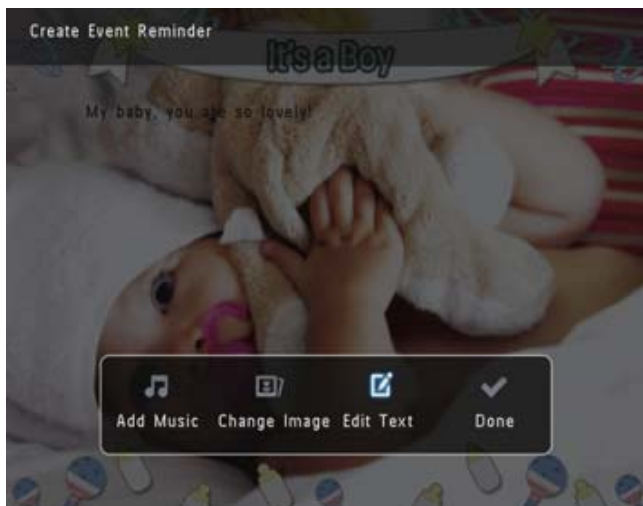 Create Event Reminder
It's a Boy
My baby, you are so lovely!
Add Music Change Image Edit Text Done